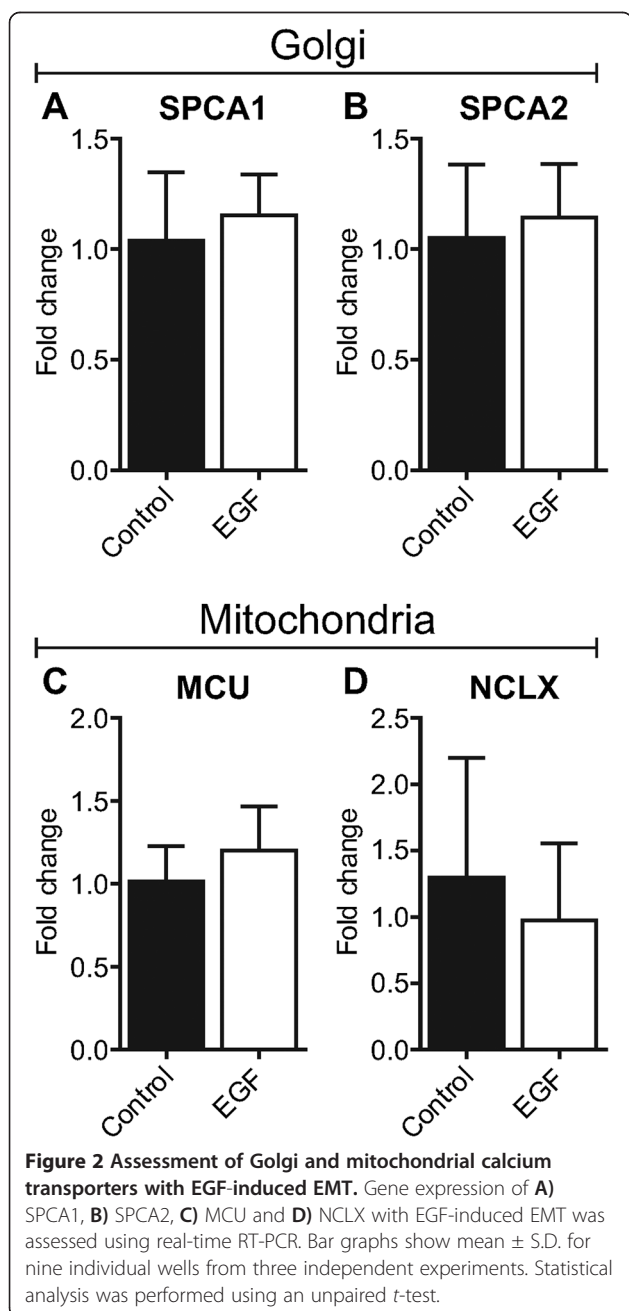 Golgi
A SPCA1
B SPCA2
Fold change
1.5
1.0
0.5
0.0
Control
EGF
Fold change
1.5
1.0
0.5
0.0
Control
EGF
Mitochondria
C MCU
D NCLX
Fold change
2.0
1.5
1.0
0.5
0.0
Control
EGF
Fold change
2.5
2.0
1.5
1.0
0.5
0.0
Control
EGF
Figure 2 Assessment of Golgi and mitochondrial calcium
transporters with EGF-induced EMT. Gene expression of A)
SPCA1, B) SPCA2, C) MCU and D) NCLX with EGF-induced EMT was
assessed using real-time RT-PCR. Bar graphs show mean ± S.D. for
nine individual wells from three independent experiments. Statistical
analysis was performed using an unpaired t-test.